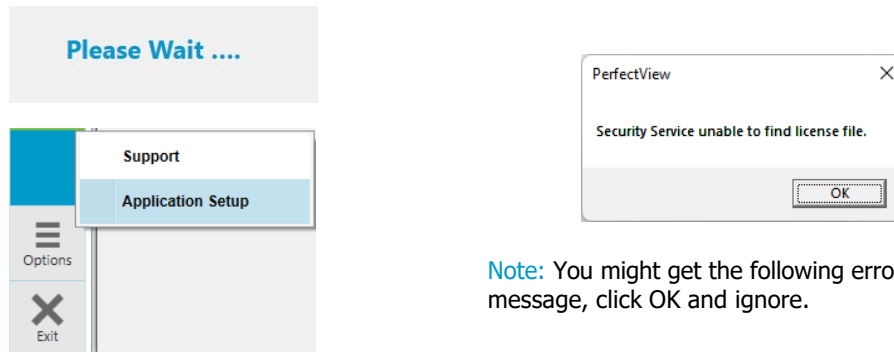 Please Wait ....
Support
Application Setup
Options
Exit
PerfectView
Security Service unable to find license file.
OK
Note: You might get the following erro
message, click OK and ignore.